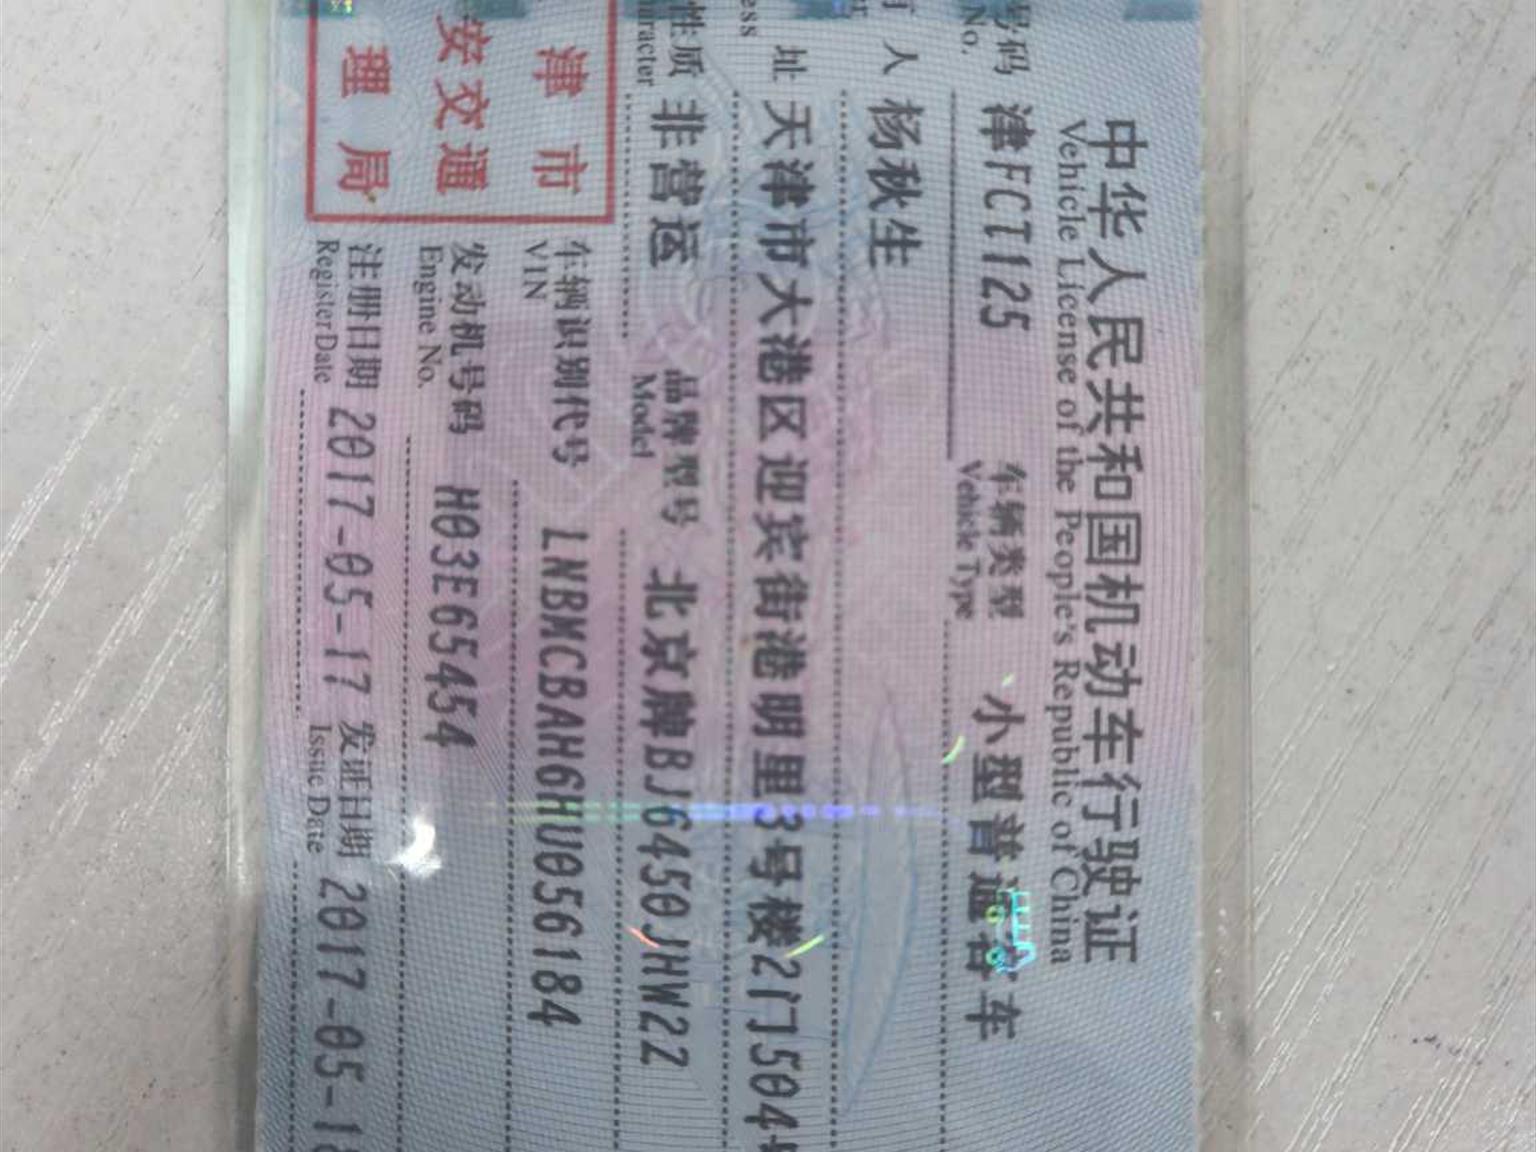 中华人民共和国机动车行驶证
Vehicle License of the People's Republic of China
号码 津FCT125 车辆类型 小型普通客车
No. Vehicle Type
人 杨秋生
址 天津市大港区迎宾街港明里3号楼2门504
性质 非营运 品牌型号 北京牌BJ6450JHW22
Model
津市
安交通
理局
车辆识别代号 LNBMCBAH6HU056184
VIN
发动机号码 H03E65454
Engine No.
注册日期 2017-05-17 发证日期 2017-05-18
Register Date Issue Date